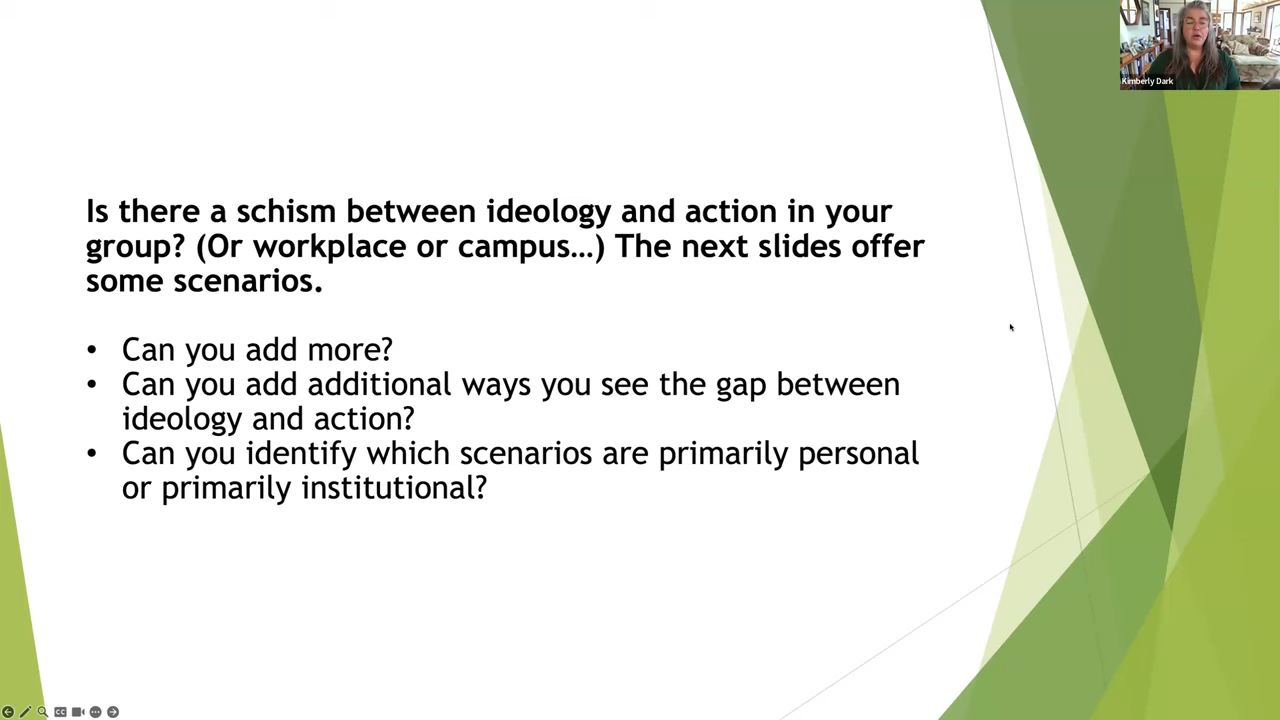 Kimberly Dark
Is there a schism between ideology and action in your
group? (Or workplace or campus…) The next slides offer
some scenarios.
• Can you add more?
• Can you add additional ways you see the gap between
ideology and action?
• Can you identify which scenarios are primarily personal
or primarily institutional?
CC